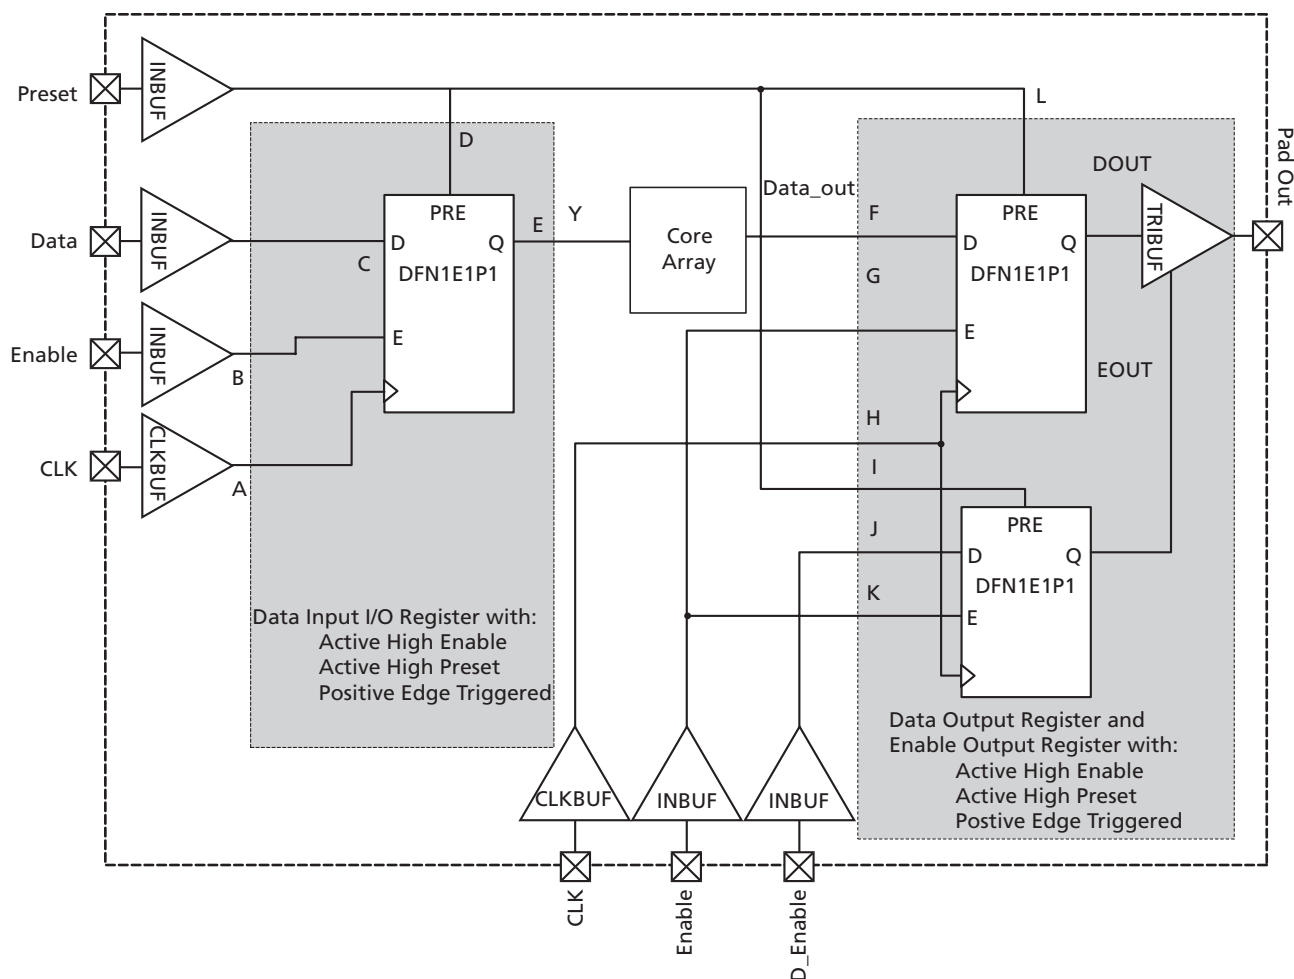 Preset
INBUF
L
D
Pad Out
DOUT
Data
INBUF
PRE
D
Q
DFN1E1P1
C
E
Y
Core
Array
Data_out
F
G
PRE
D
Q
DFN1E1P1
E
TRIBUF
EOUT
Enable
INBUF
B
E
CLK
CLKBUF
A
H
I
J
K
PRE
D
Q
DFN1E1P1
E
Data Input I/O Register with:
Active High Enable
Active High Preset
Positive Edge Triggered
Data Output Register and
Enable Output Register with:
Active High Enable
Active High Preset
Postive Edge Triggered
CLKBUF
INBUF
INBUF
CLK
Enable
D_Enable